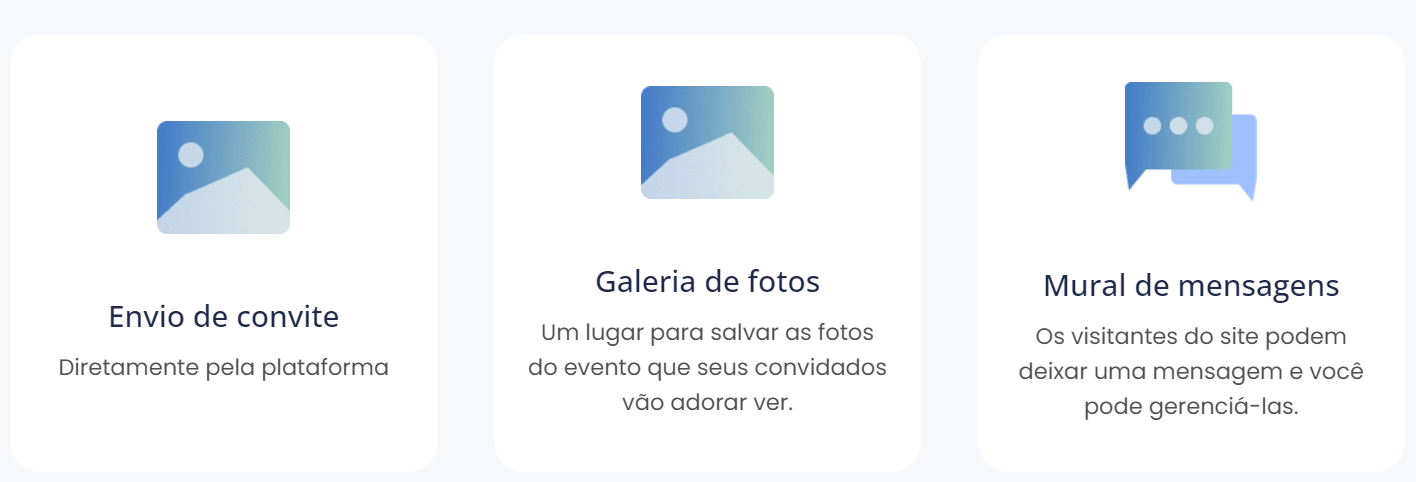 Envio de convite
Diretamente pela plataforma
Galeria de fotos
Um lugar para salvar as fotos
do evento que seus convidados
vão adorar ver.
Mural de mensagens
Os visitantes do site podem
deixar uma mensagem e você
pode gerenciá-las.